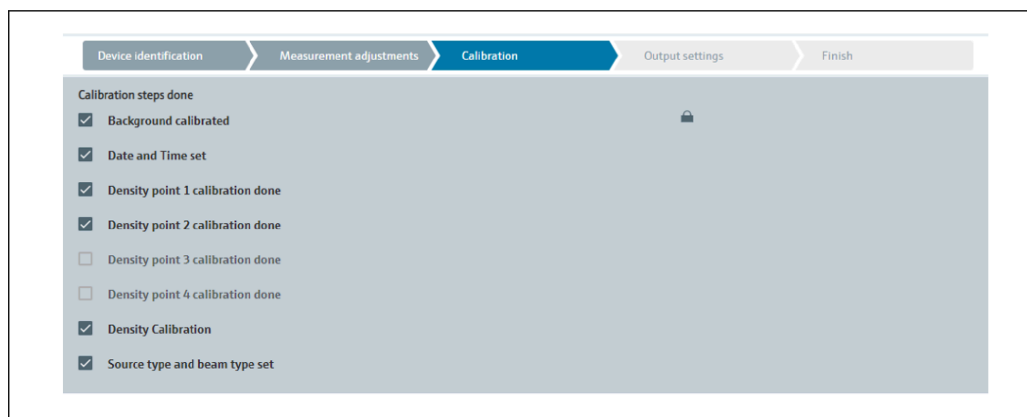 Device identification Measurement adjustments Calibration Output settings Finish
Calibration steps done
Background calibrated
Date and Time set
Density point 1 calibration done
Density point 2 calibration done
Density point 3 calibration done
Density point 4 calibration done
Density Calibration
Source type and beam type set